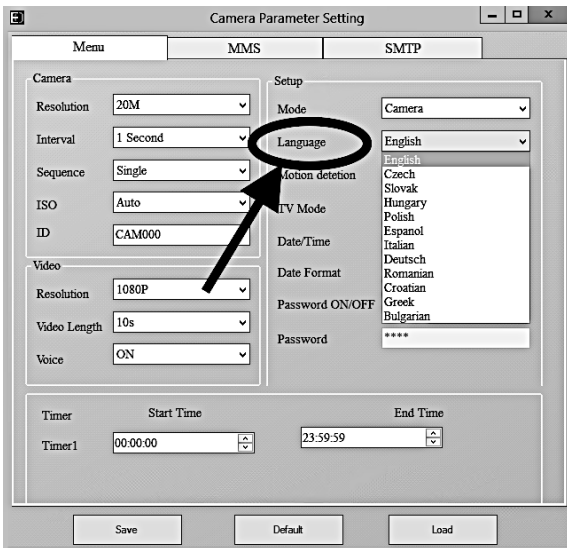 Camera Parameter Setting
Menu
MMS
SMTP
Camera
Resolution 20M
Interval 1 Second
Sequence Single
ISO Auto
ID CAM000
Video
Resolution 1080P
Video Length 10s
Voice ON
Setup
Mode Camera
Language English
English
Czech
Slovak
Hungary
Polish
Espanol
Italian
Deutsch
Romanian
Croatian
Greek
Bulgarian
Motion detetion
TV Mode
Date/Time
Date Format
Password ON/OFF
Password ****
Timer Start Time End Time
Timer1 00:00:00 23:59:59
Save Default Load